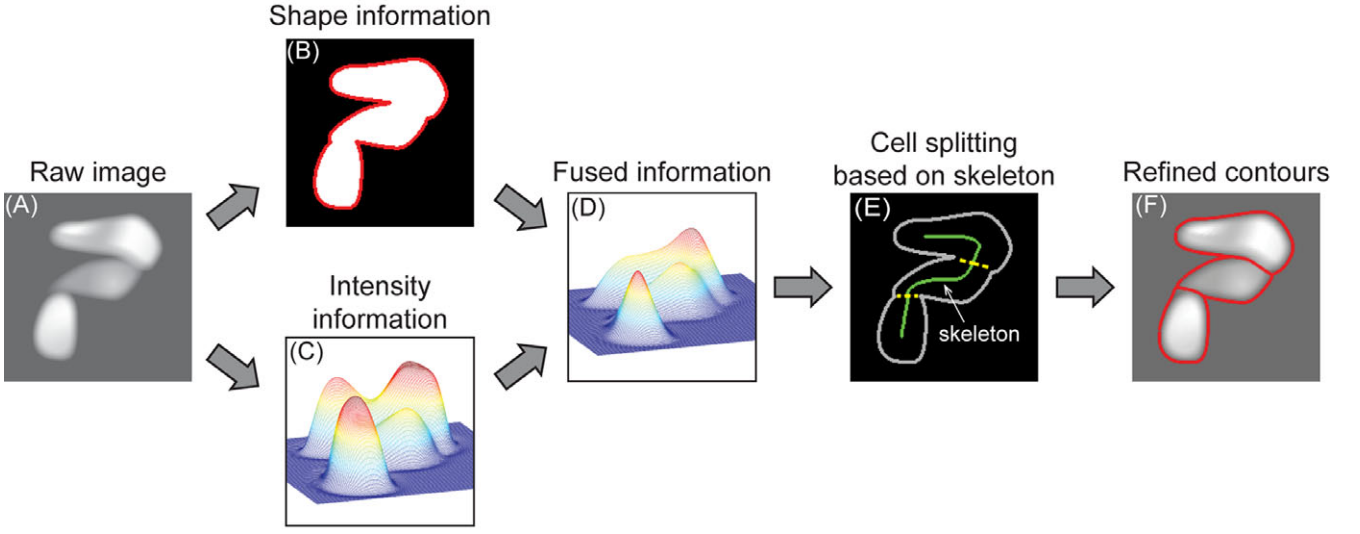 Raw image
(A)
Shape information
(B)
Intensity
information
(C)
Fused information
(D)
Cell splitting
based on skeleton
(E)
skeleton
Refined contours
(F)